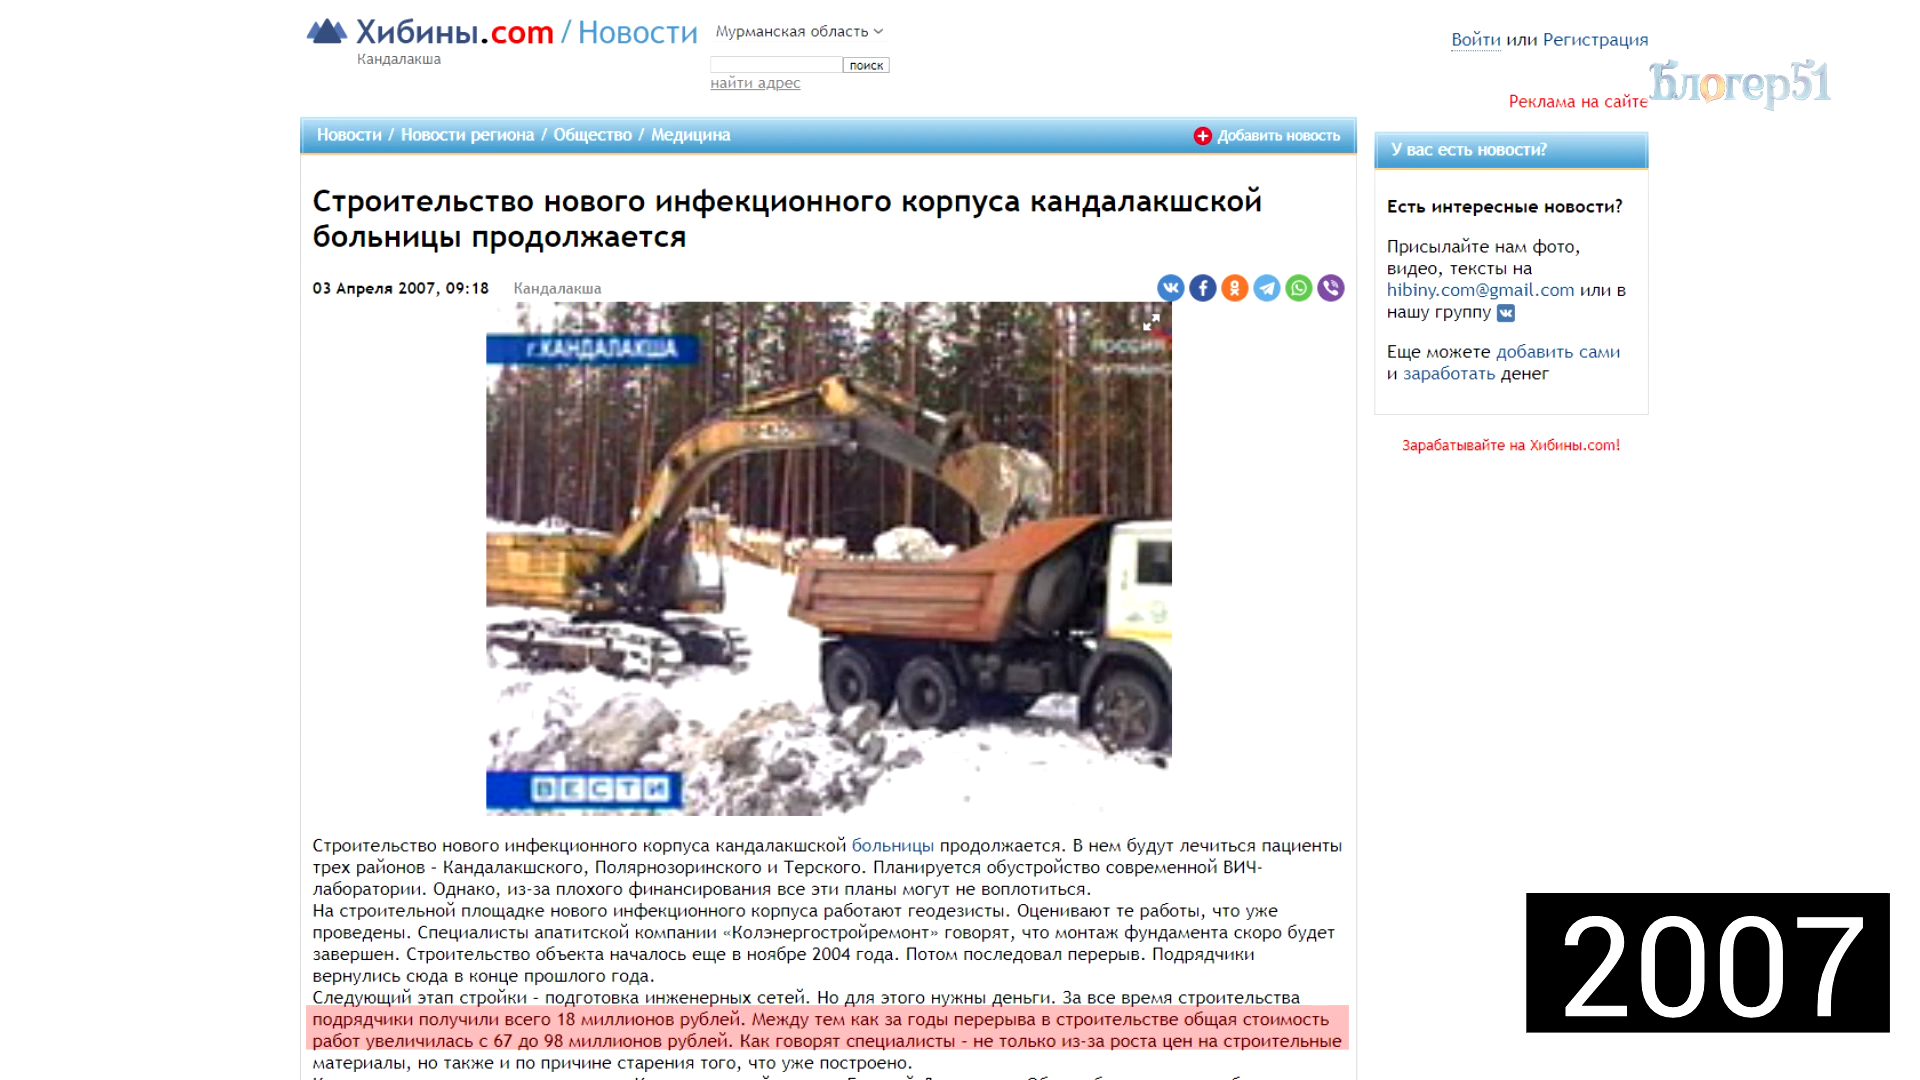 Хибины.com / Новости
Кандалакша
Мурманская область
поиск
найти адрес
Войти или Регистрация
Реклама на сайте
Блогер51
Новости / Новости региона / Общество / Медицина
Добавить новость
Строительство нового инфекционного корпуса кандалакшской
больницы продолжается
03 Апреля 2007, 09:18 Кандалакша
г.КАНДАЛАКША
РОССИЯ
ВЕСТИ
Строительство нового инфекционного корпуса кандалакшской больницы продолжается. В нем будут лечиться пациенты
трех районов - Кандалакшского, Полярнозоринского и Терского. Планируется обустройство современной ВИЧ-
лаборатории. Однако, из-за плохого финансирования все эти планы могут не воплотиться.
На строительной площадке нового инфекционного корпуса работают геодезисты. Оценивают те работы, что уже
проведены. Специалисты апатитской компании «Колэнергостройремонт» говорят, что монтаж фундамента скоро будет
завершен. Строительство объекта началось еще в ноябре 2004 года. Потом последовал перерыв. Подрядчики
вернулись сюда в конце прошлого года.
Следующий этап стройки - подготовка инженерных сетей. Но для этого нужны деньги. За все время строительства
подрядчики получили всего 18 миллионов рублей. Между тем как за годы перерыва в строительстве общая стоимость
работ увеличилась с 67 до 98 миллионов рублей. Как говорят специалисты - не только из-за роста цен на строительные
материалы, но также и по причине старения того, что уже построено.
У вас есть новости?
Есть интересные новости?
Присылайте нам фото,
видео, тексты на
hibiny.com@gmail.com или в
нашу группу
Еще можете добавить сами
и заработать денег
Зарабатывайте на Хибины.com!
2007